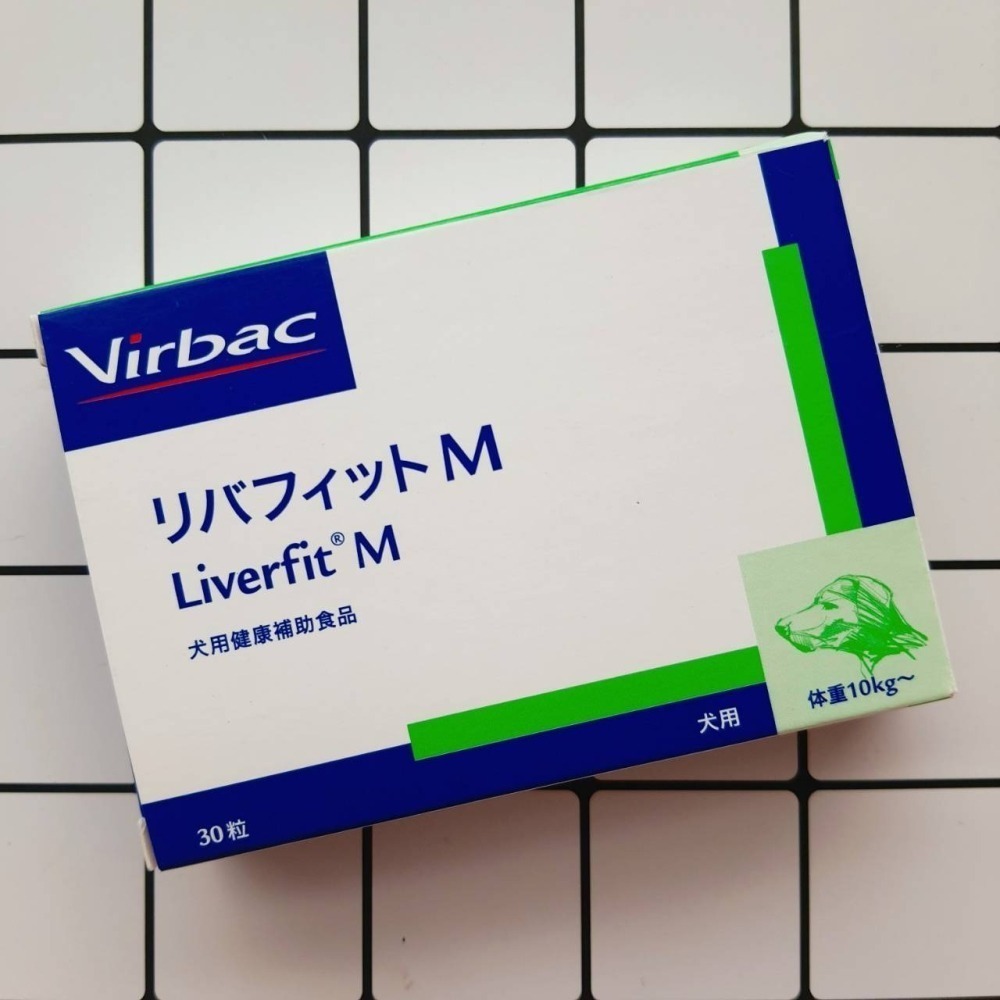 Virbac
リバフィット M
Liverfit® M
犬用健康補助食品
体重10kg～
犬用
30粒